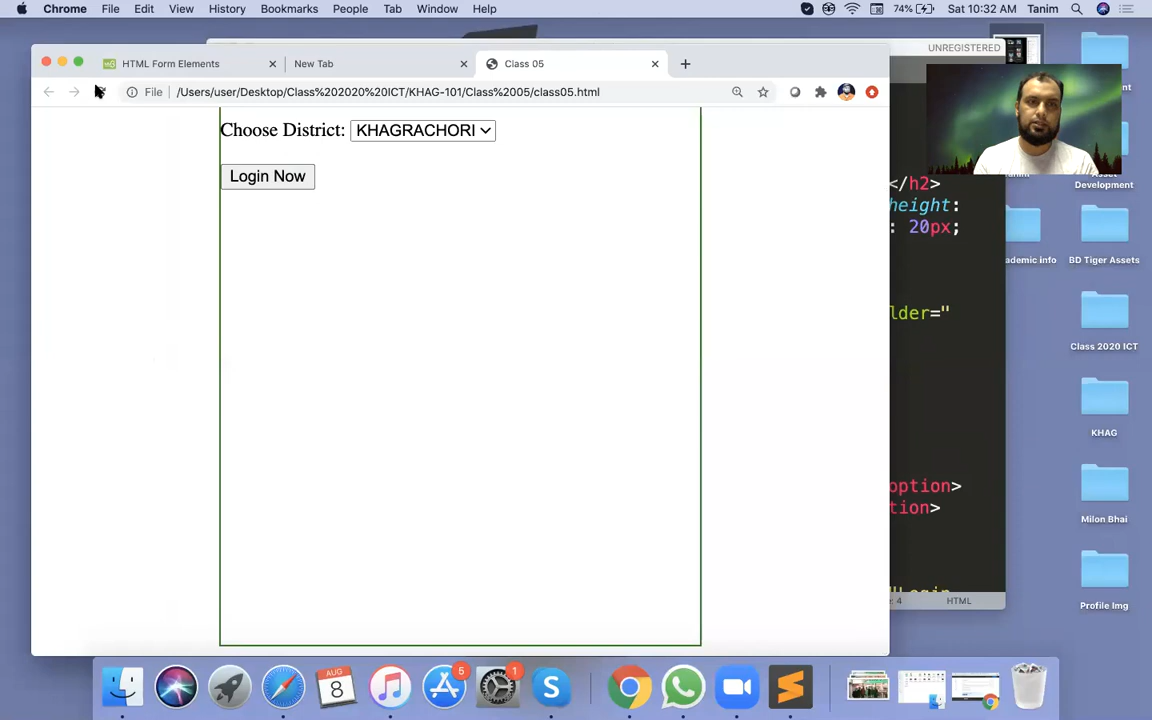 Chrome File Edit View History Bookmarks People Tab Window Help
74% Sat 10:32 AM Tanim
UNREGISTERED
HTML Form Elements
New Tab
Class 05
File /Users/user/Desktop/Class%202020%20ICT/KHAG-101/Class%2005/class05.html
Choose District: KHAGRACHORI
Login Now
</h2>
height:
: 20px;
lder="
option>
tion>
: 4 HTML
Asset
Development
ademic info
BD Tiger Assets
Class 2020 ICT
KHAG
Milon Bhai
Profile Img
AUG
8
5
1